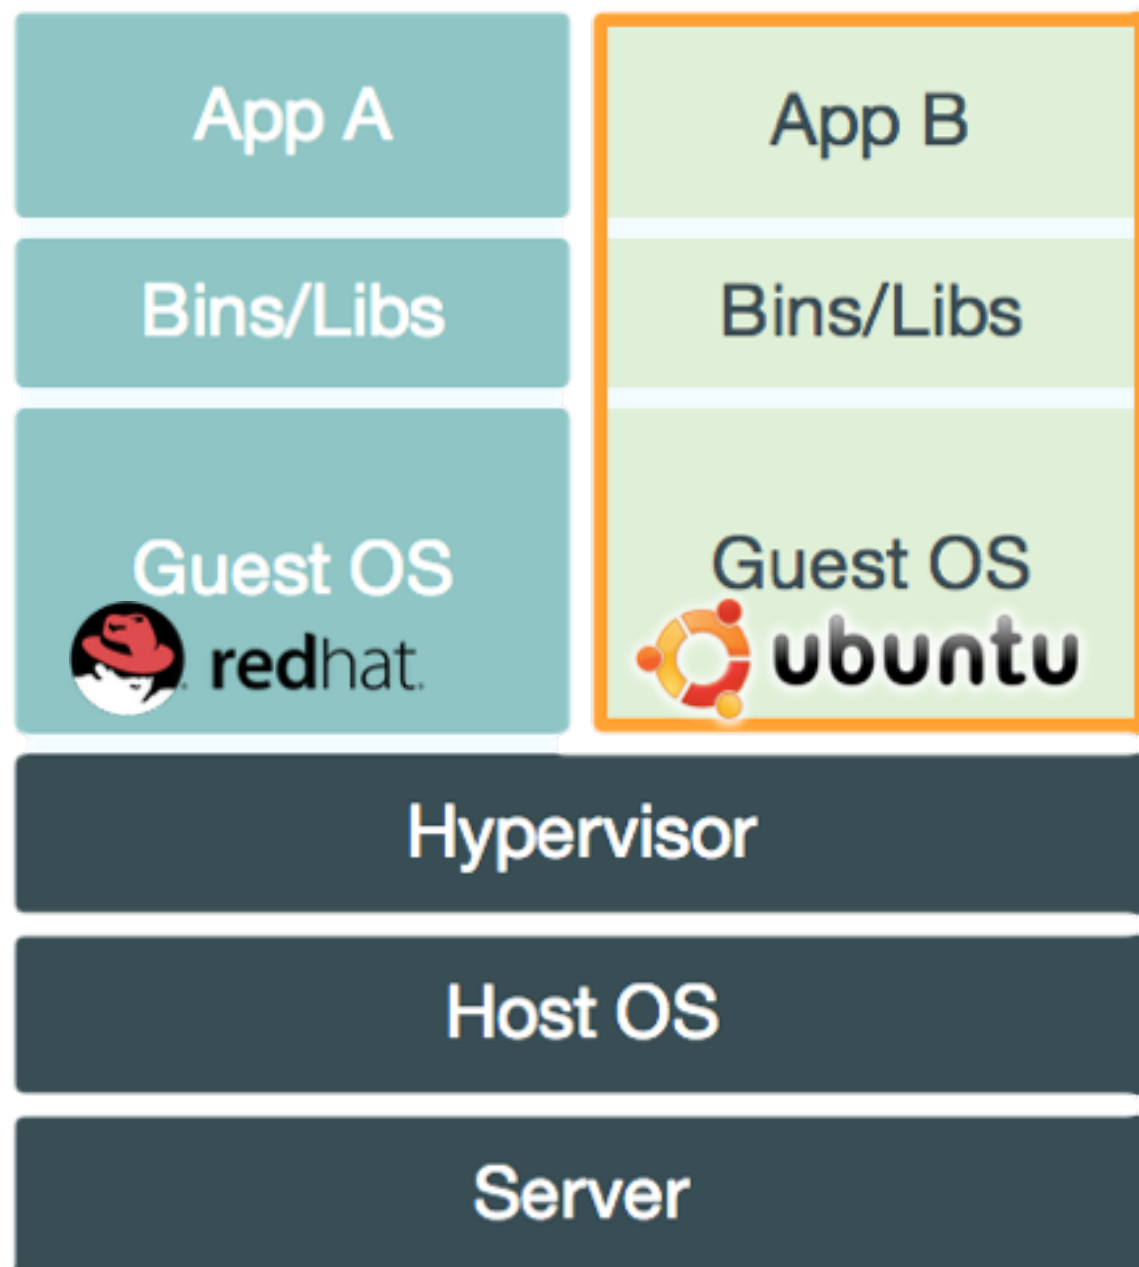 App A
Bins/Libs
Guest OS
redhat.
App B
Bins/Libs
Guest OS
ubuntu
Hypervisor
Host OS
Server